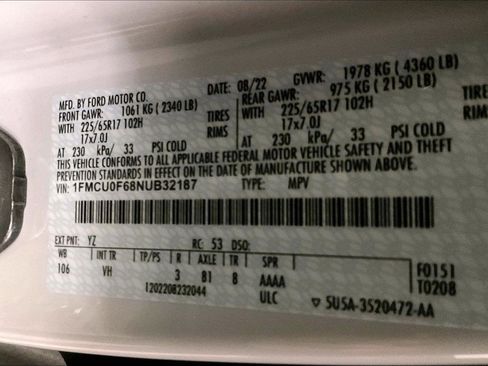 MFD. BY FORD MOTOR CO. DATE: 08/22 GVWR: 1978 KG ( 4360 LB)
FRONT GAWR: 1061 KG ( 2340 LB) REAR GAWR: 975 KG ( 2150 LB)
WITH 225/65R17 102H TIRES WITH 225/65R17 102H TIRES
17x7.0J RIMS 17x7.0J RIMS
AT 230 kPa/ 33 PSI COLD AT 230 kPa/ 33 PSI COLD
THIS VEHICLE CONFORMS TO ALL APPLICABLE FEDERAL MOTOR VEHICLE SAFETY AND THEFT
PREVENTION STANDARDS IN EFFECT ON THE DATE OF MANUFACTURE SHOWN ABOVE.
VIN: 1FMCU0F68NUB32187 TYPE: MPV
EXT PNT: YZ RC: 53 DSO:
WB INT TR TP/PS R AXLE TR SPR
106 VH 3 81 8 AAAA
ULC
F0151
T0208
1202208232044
5U5A-3520472-AA